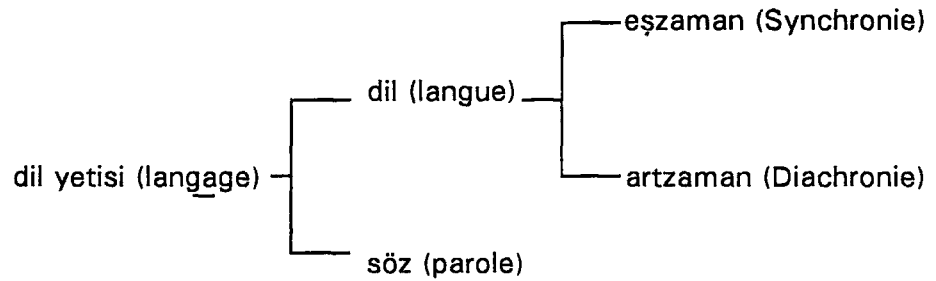 eşzaman (Synchronie)
dil (langue)
dil yetisi (langage)
artzaman (Diachronie)
söz (parole)